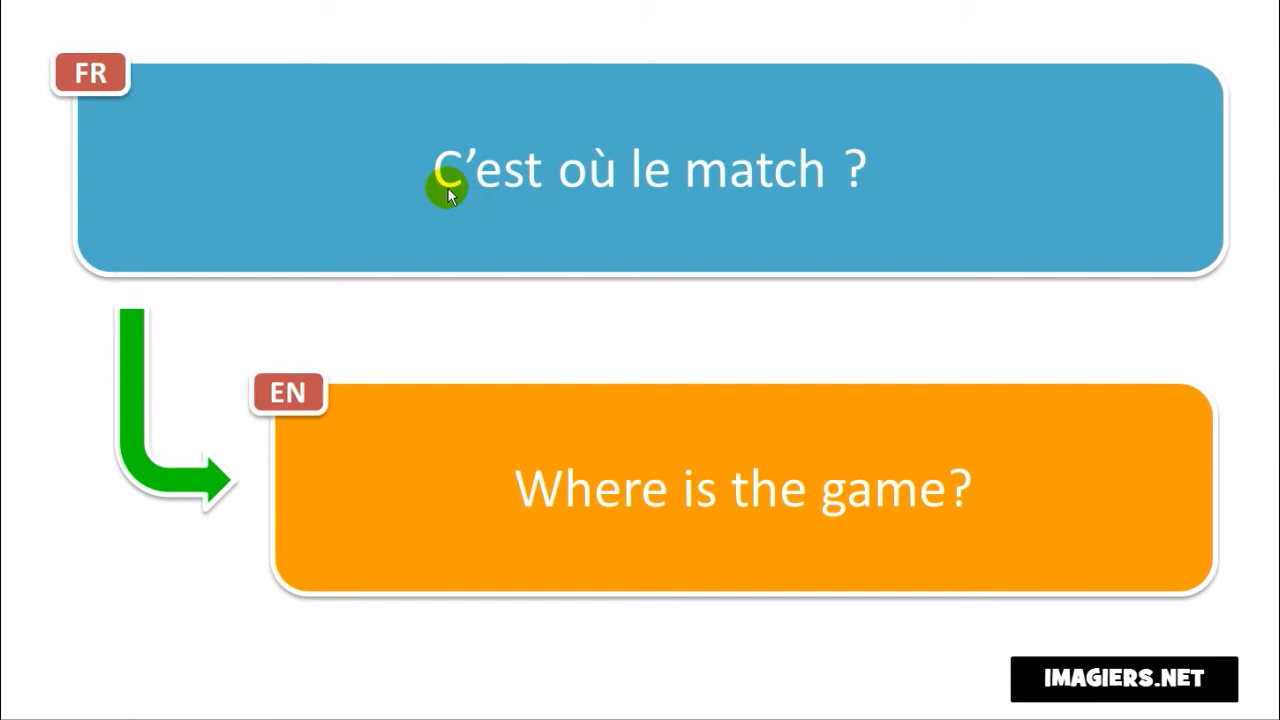 FR
C’est où le match ?
EN
Where is the game?
IMAGIERS.NET